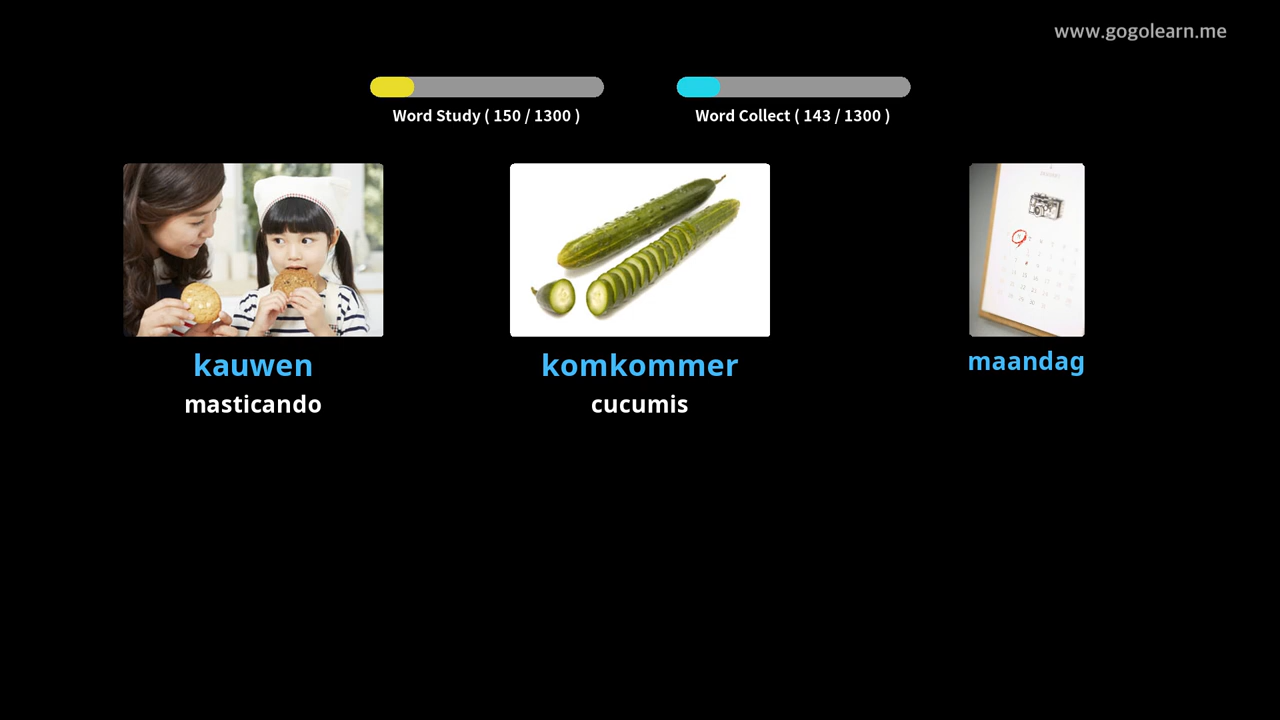 www.gogolearn.me
Word Study ( 150 / 1300 )
Word Collect ( 143 / 1300 )
kauwen
masticando
komkommer
cucumis
maandag